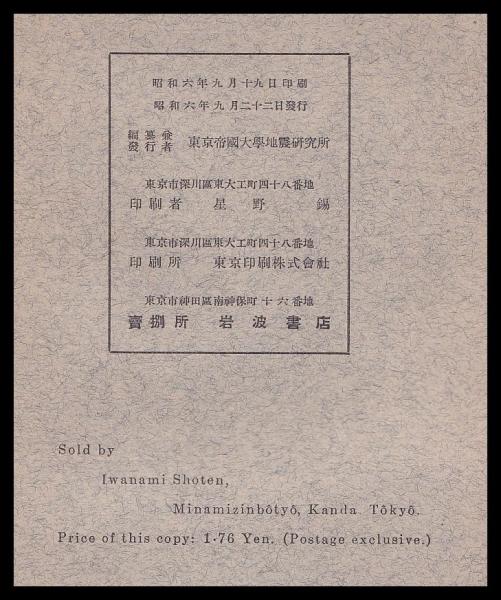 昭和六年九月十九日印刷
昭和六年九月二十二日發行
編纂發
發行者 東京帝國大學地震研究所
東京市深川區東大工町四十八番地
印刷者 星野 錫
東京市深川區東大工町四十八番地
印刷所 東京印刷株式會社
東京市神田區南神保町十六番地
賣捌所 岩波書店
Sold by
Iwanami Shoten,
Minamizinbôtyô, Kanda Tôkyô.
Price of this copy: 1·76 Yen. (Postage exclusive.)